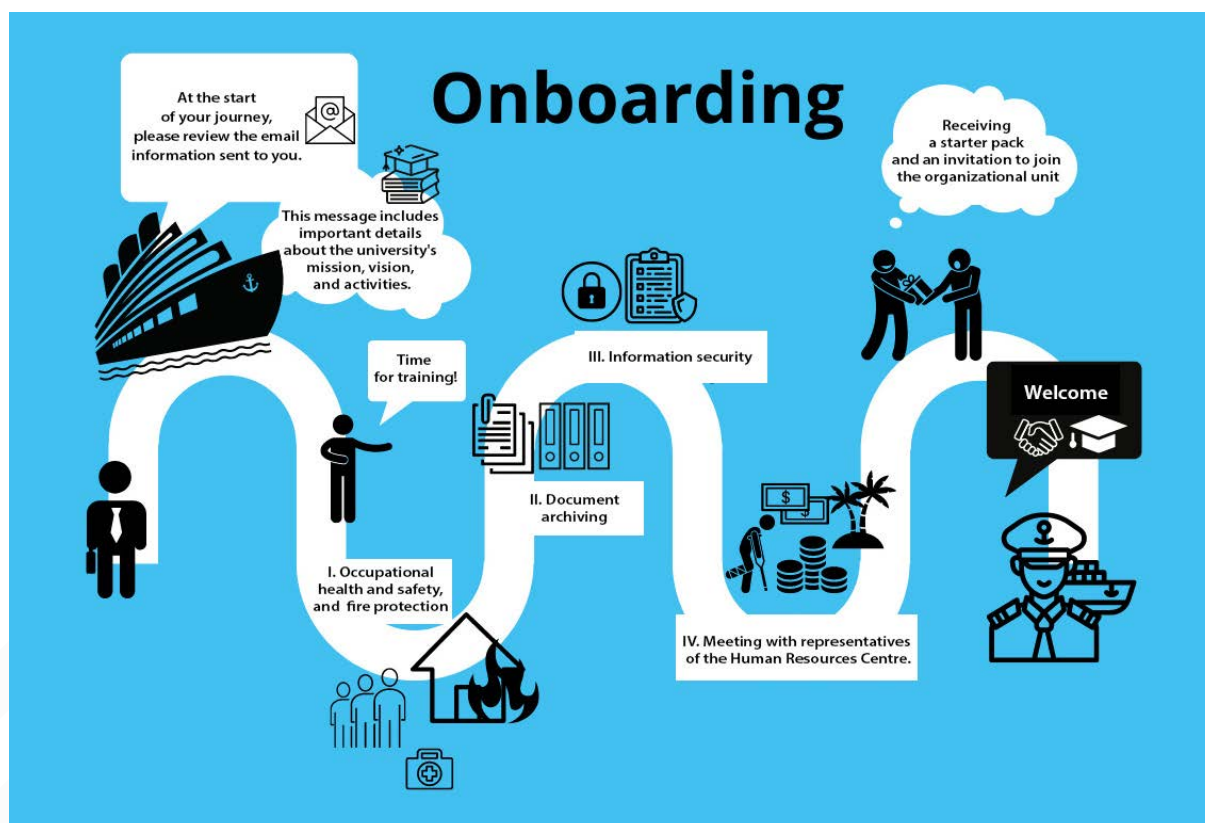 Onboarding
At the start
of your journey,
please review the email
information sent to you.
@
This message includes
important details
about the university's
mission, vision,
and activities.
Time
for training!
I. Occupational
health and safety,
and fire protection
II. Document
archiving
III. Information security
$
$
IV. Meeting with representatives
of the Human Resources Centre.
Receiving
a starter pack
and an invitation to join
the organizational unit
Welcome